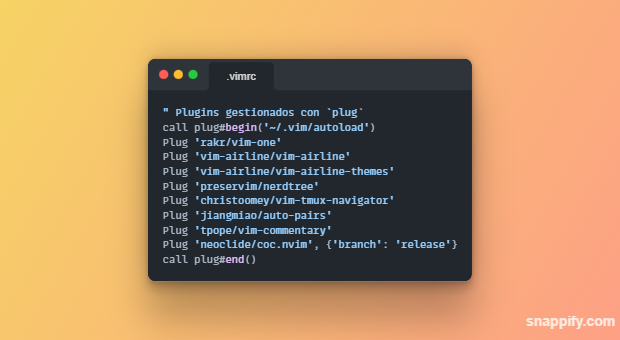 .vimrc
" Plugins gestionados con `plug`
call plug#begin('~/.vim/autoload')
Plug 'rakr/vim-one'
Plug 'vim-airline/vim-airline'
Plug 'vim-airline/vim-airline-themes'
Plug 'preservim/nerdtree'
Plug 'christoomey/vim-tmux-navigator'
Plug 'jiangmiao/auto-pairs'
Plug 'tpope/vim-commentary'
Plug 'neoclide/coc.nvim', {'branch': 'release'}
call plug#end()
snappify.com